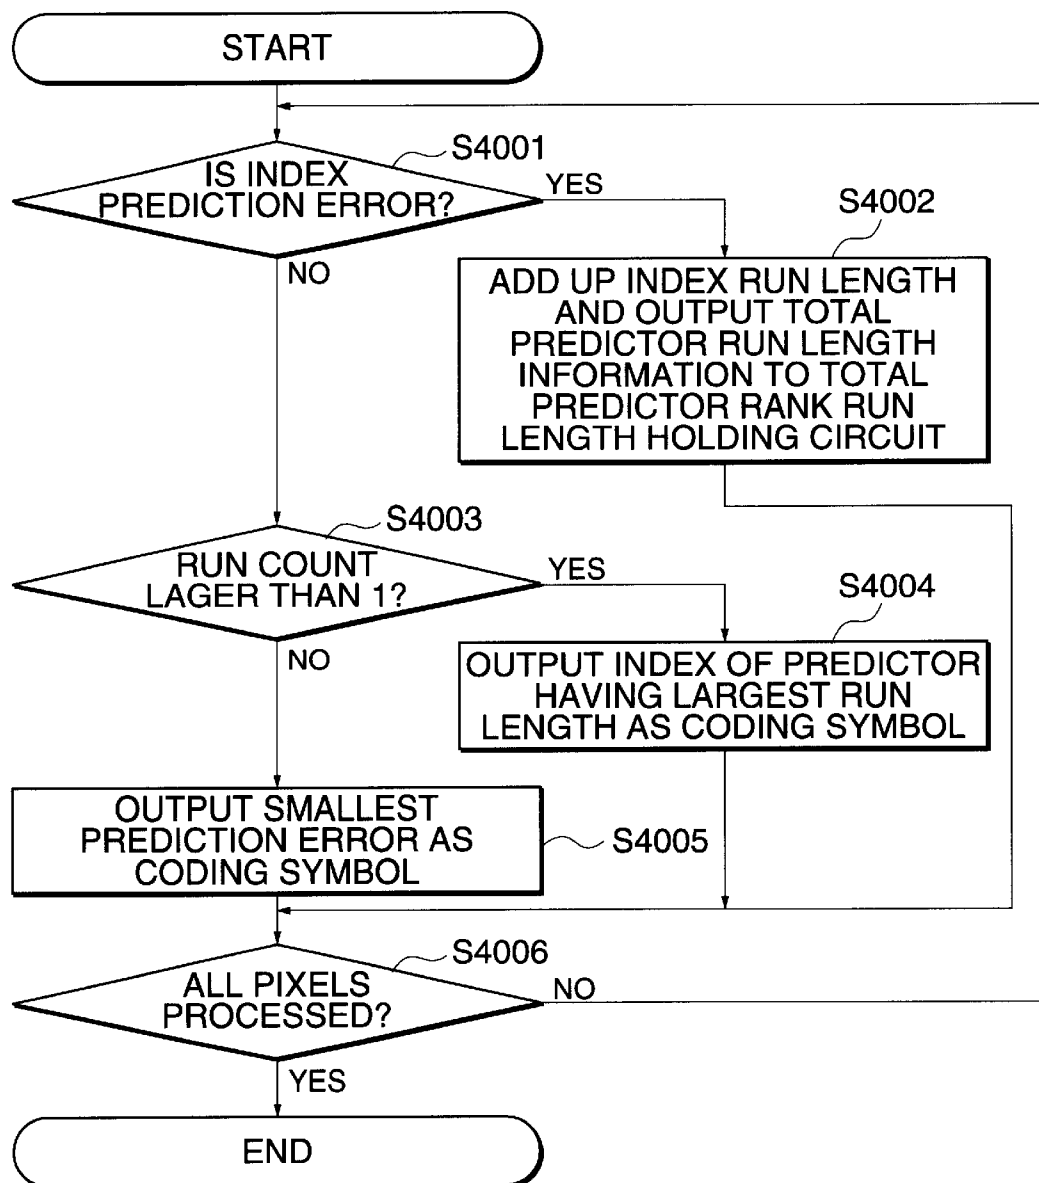 START
S4001
IS INDEX
PREDICTION ERROR?
YES
NO
S4002
ADD UP INDEX RUN LENGTH
AND OUTPUT TOTAL
PREDICTOR RUN LENGTH
INFORMATION TO TOTAL
PREDICTOR RANK RUN
LENGTH HOLDING CIRCUIT
S4003
RUN COUNT
LAGER THAN 1?
YES
NO
S4004
OUTPUT INDEX OF PREDICTOR
HAVING LARGEST RUN
LENGTH AS CODING SYMBOL
OUTPUT SMALLEST
PREDICTION ERROR AS
CODING SYMBOL
S4005
S4006
ALL PIXELS
PROCESSED?
NO
YES
END